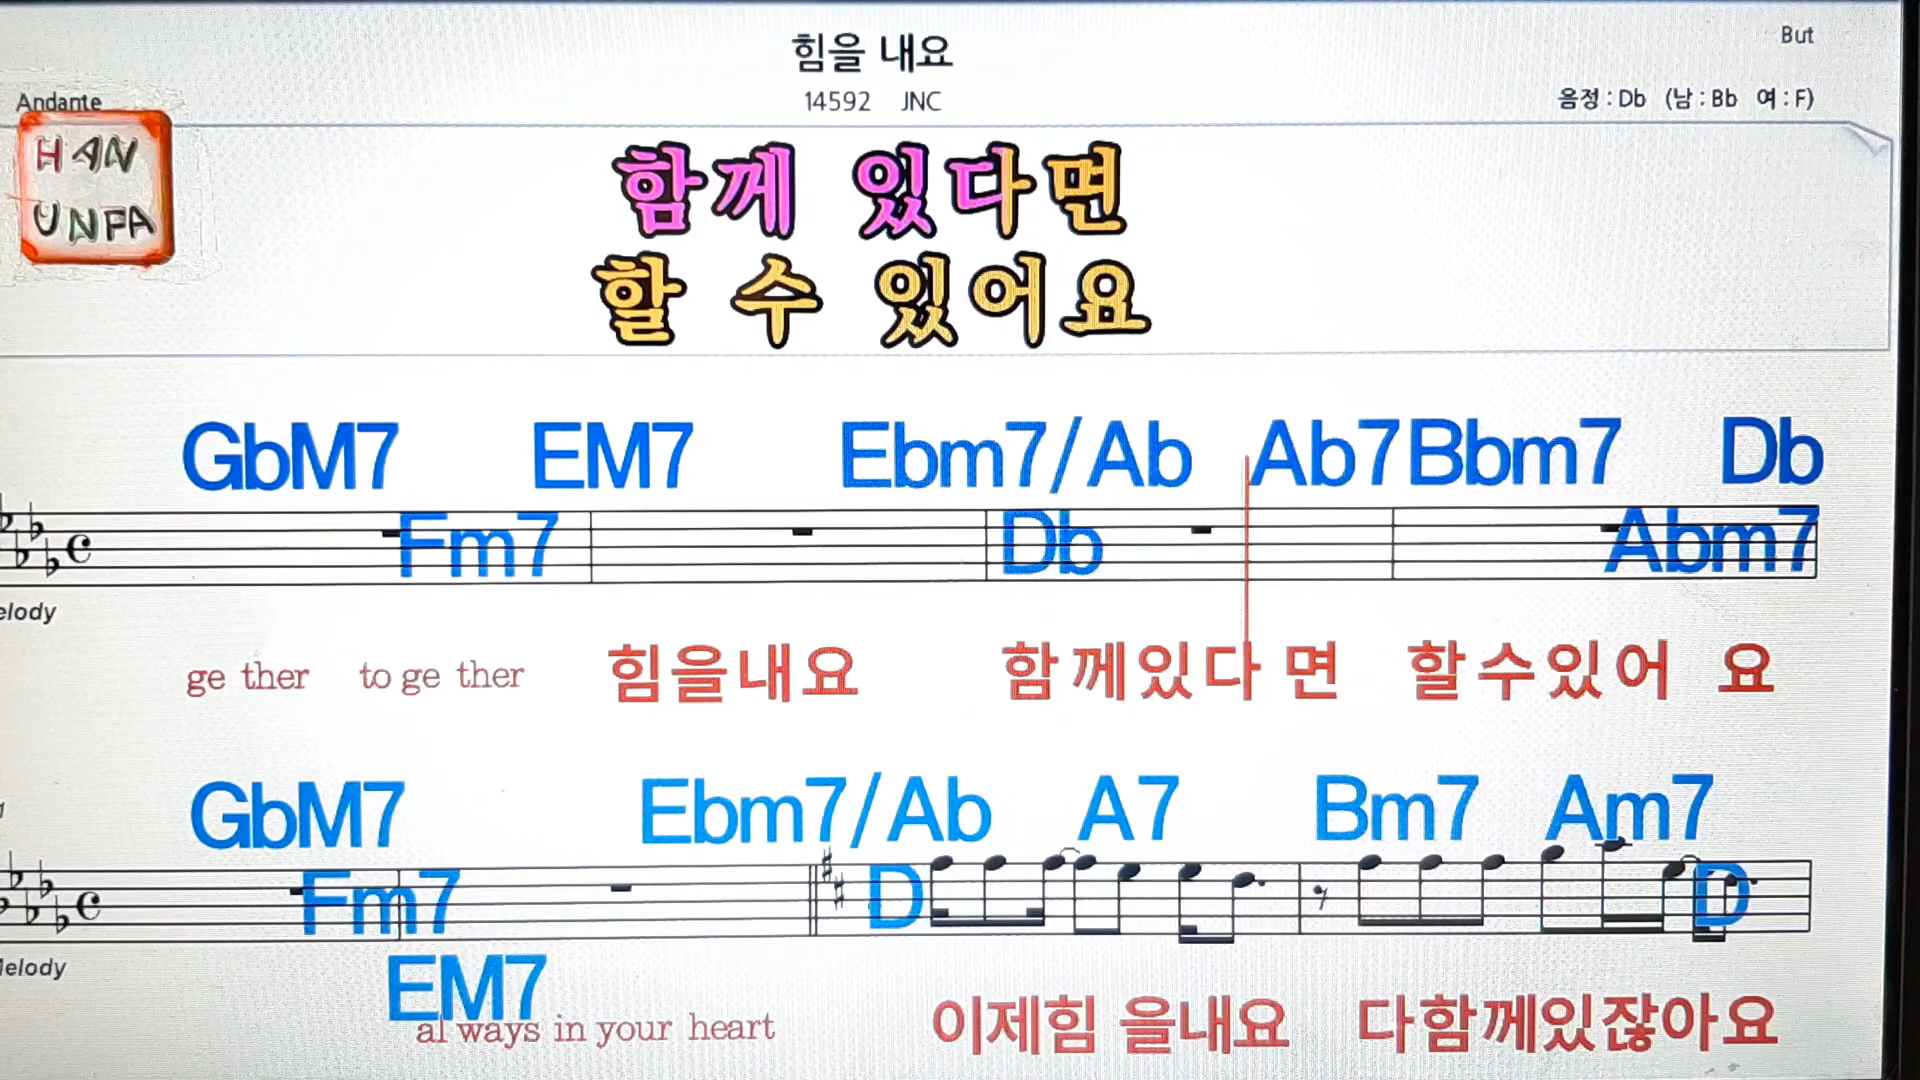 힘을 내요
But
Andante
14592 JNC
음정 : Db (남 : Bb 여 : F)
HAN
UNFA
함께 있다면
할 수 있어요
GbM7 EM7 Ebm7/Ab Ab7 Bbm7 Db
Fm7 Db Abm7
elody
ge ther to ge ther 힘을내요 함께있다면 할수있어요
GbM7 Ebm7/Ab A7 Bm7 Am7
Fm7 D D
elody
EM7
al ways in your heart 이제힘을내요 다함께있잖아요